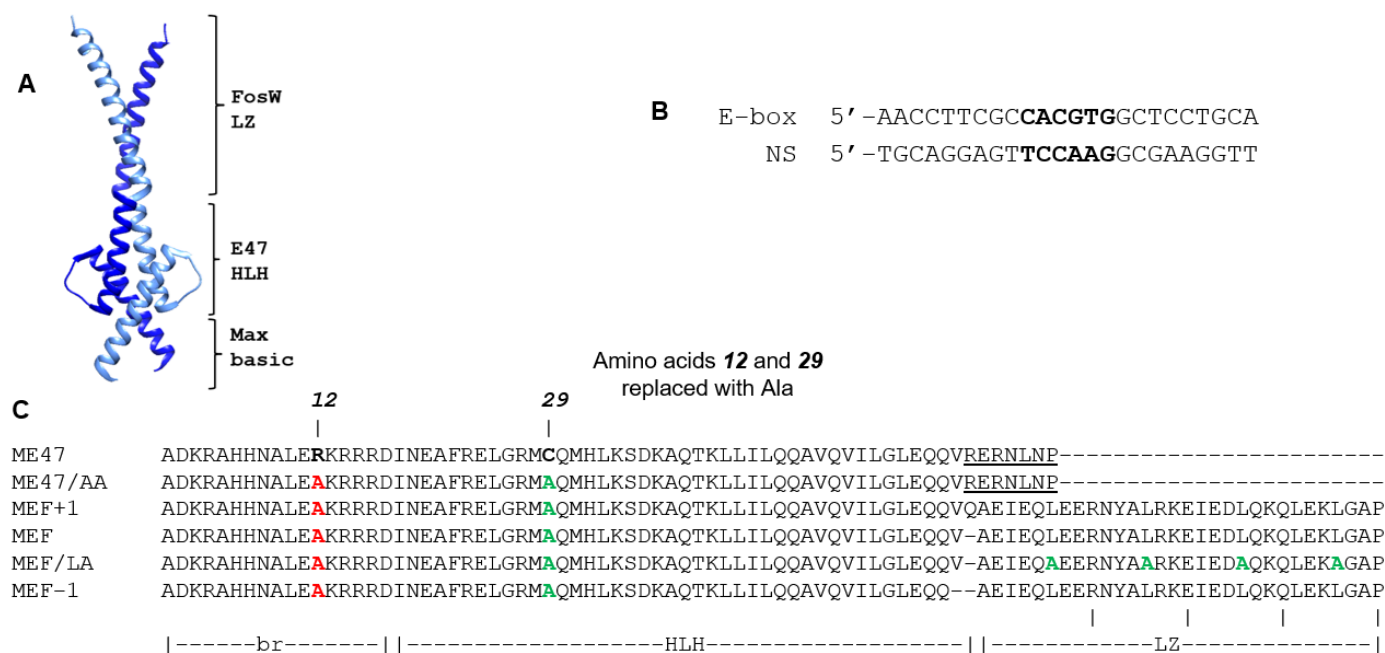 A
FosW
LZ
E47
HLH
Max
basic
B
E-box 5’-AACCTTCGCCACGTGGCTCCTGCA
NS 5’-TGCAGGAGTTCCAAGGCGAAGGTT
Amino acids 12 and 29
replaced with Ala
C
12 29
| |
ME47 ADKRAHHNALERKRRRDINEAFRELGRMCQMHLKSDKAQTKLLILQQAVQVILGLEQQVRERNLNP------------------------
ME47/AA ADKRAHHNALEAKRRRDINEAFRELGRMAQMHLKSDKAQTKLLILQQAVQVILGLEQQVRERNLNP------------------------
MEF+1 ADKRAHHNALEAKRRRDINEAFRELGRMAQMHLKSDKAQTKLLILQQAVQVILGLEQQVQAEIEQLEERNYALRKEIEDLQKQLEKLGAP
MEF ADKRAHHNALEAKRRRDINEAFRELGRMAQMHLKSDKAQTKLLILQQAVQVILGLEQQV-AEIEQLEERNYALRKEIEDLQKQLEKLGAP
MEF/LA ADKRAHHNALEAKRRRDINEAFRELGRMAQMHLKSDKAQTKLLILQQAVQVILGLEQQV-AEIEQAEERNYAARKEIEDAQKQLEKAGAP
MEF-1 ADKRAHHNALEAKRRRDINEAFRELGRMAQMHLKSDKAQTKLLILQQAVQVILGLEQQ--AEIEQLEERNYALRKEIEDLQKQLEKLGAP
| | | |
|------br-------||--------------------HLH-------------------||-------------LZ-------------|